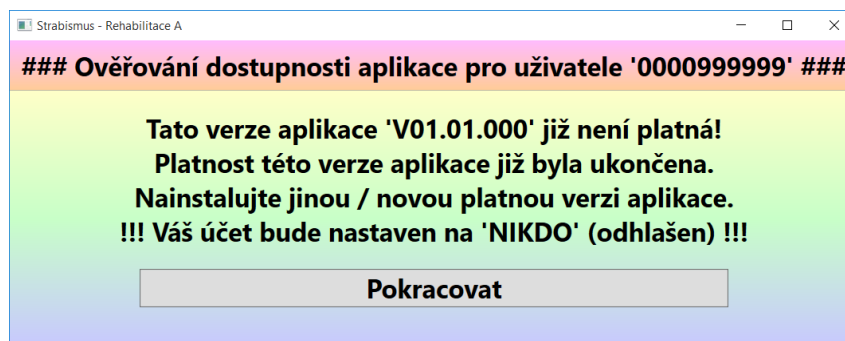 Strabismus - Rehabilitace A
### Ověřování dostupnosti aplikace pro uživatele '0000999999' ###
Tato verze aplikace 'V01.01.000' již není platná!
Platnost této verze aplikace již byla ukončena.
Nainstalujte jinou / novou platnou verzi aplikace.
!!! Váš účet bude nastaven na 'NIKDO' (odhlašen) !!!
Pokracovat